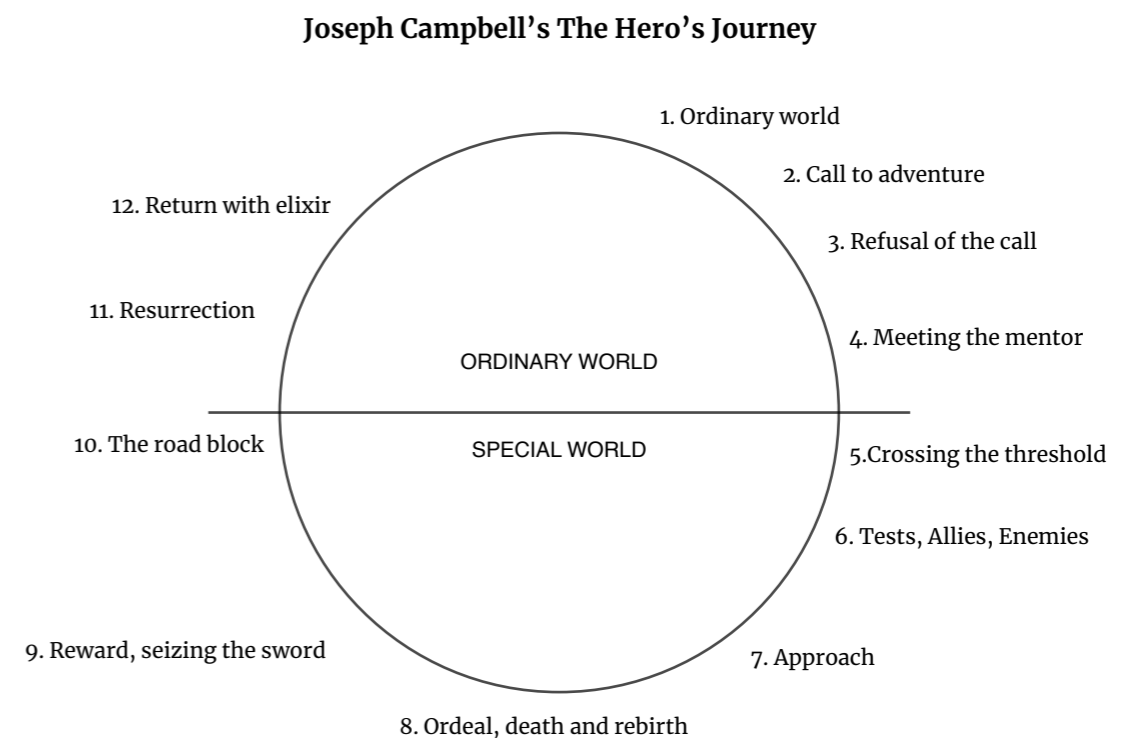 Joseph Campbell’s The Hero’s Journey
1. Ordinary world
2. Call to adventure
3. Refusal of the call
4. Meeting the mentor
5.Crossing the threshold
6. Tests, Allies, Enemies
7. Approach
8. Ordeal, death and rebirth
9. Reward, seizing the sword
10. The road block
11. Resurrection
12. Return with elixir
ORDINARY WORLD
SPECIAL WORLD